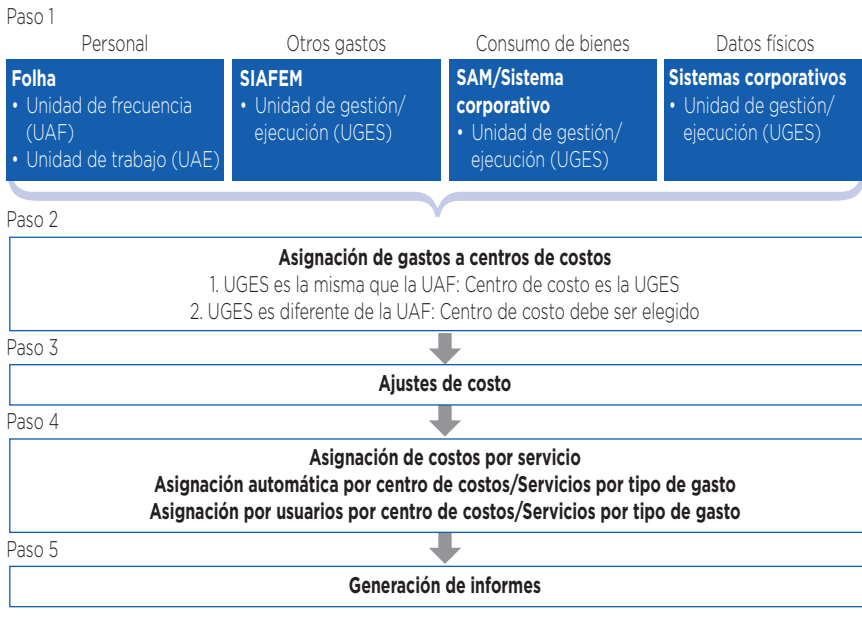 Paso 1
Personal
Otros gastos
Consumo de bienes
Datos físicos
Folha
• Unidad de frecuencia
(UAF)
• Unidad de trabajo (UAE)
SIAFEM
• Unidad de gestión/
ejecución (UGES)
SAM/Sistema
corporativo
• Unidad de gestión/
ejecución (UGES)
Sistemas corporativos
• Unidad de gestión/
ejecución (UGES)
Paso 2
Asignación de gastos a centros de costos
1. UGES es la misma que la UAF: Centro de costo es la UGES
2. UGES es diferente de la UAF: Centro de costo debe ser elegido
Paso 3
Ajustes de costo
Paso 4
Asignación de costos por servicio
Asignación automática por centro de costos/Servicios por tipo de gasto
Asignación por usuarios por centro de costos/Servicios por tipo de gasto
Paso 5
Generación de informes